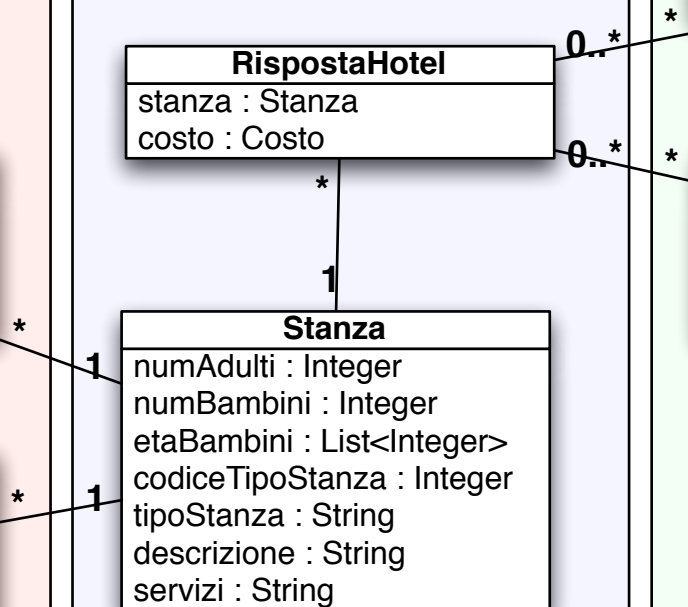 *
0..*
RispostaHotel
stanza : Stanza
costo : Costo
0..*
*
*
1
*
1
Stanza
numAdulti : Integer
numBambini : Integer
etaBambini : List<Integer>
codiceTipoStanza : Integer
*
1
tipoStanza : String
descrizione : String
servizi : String